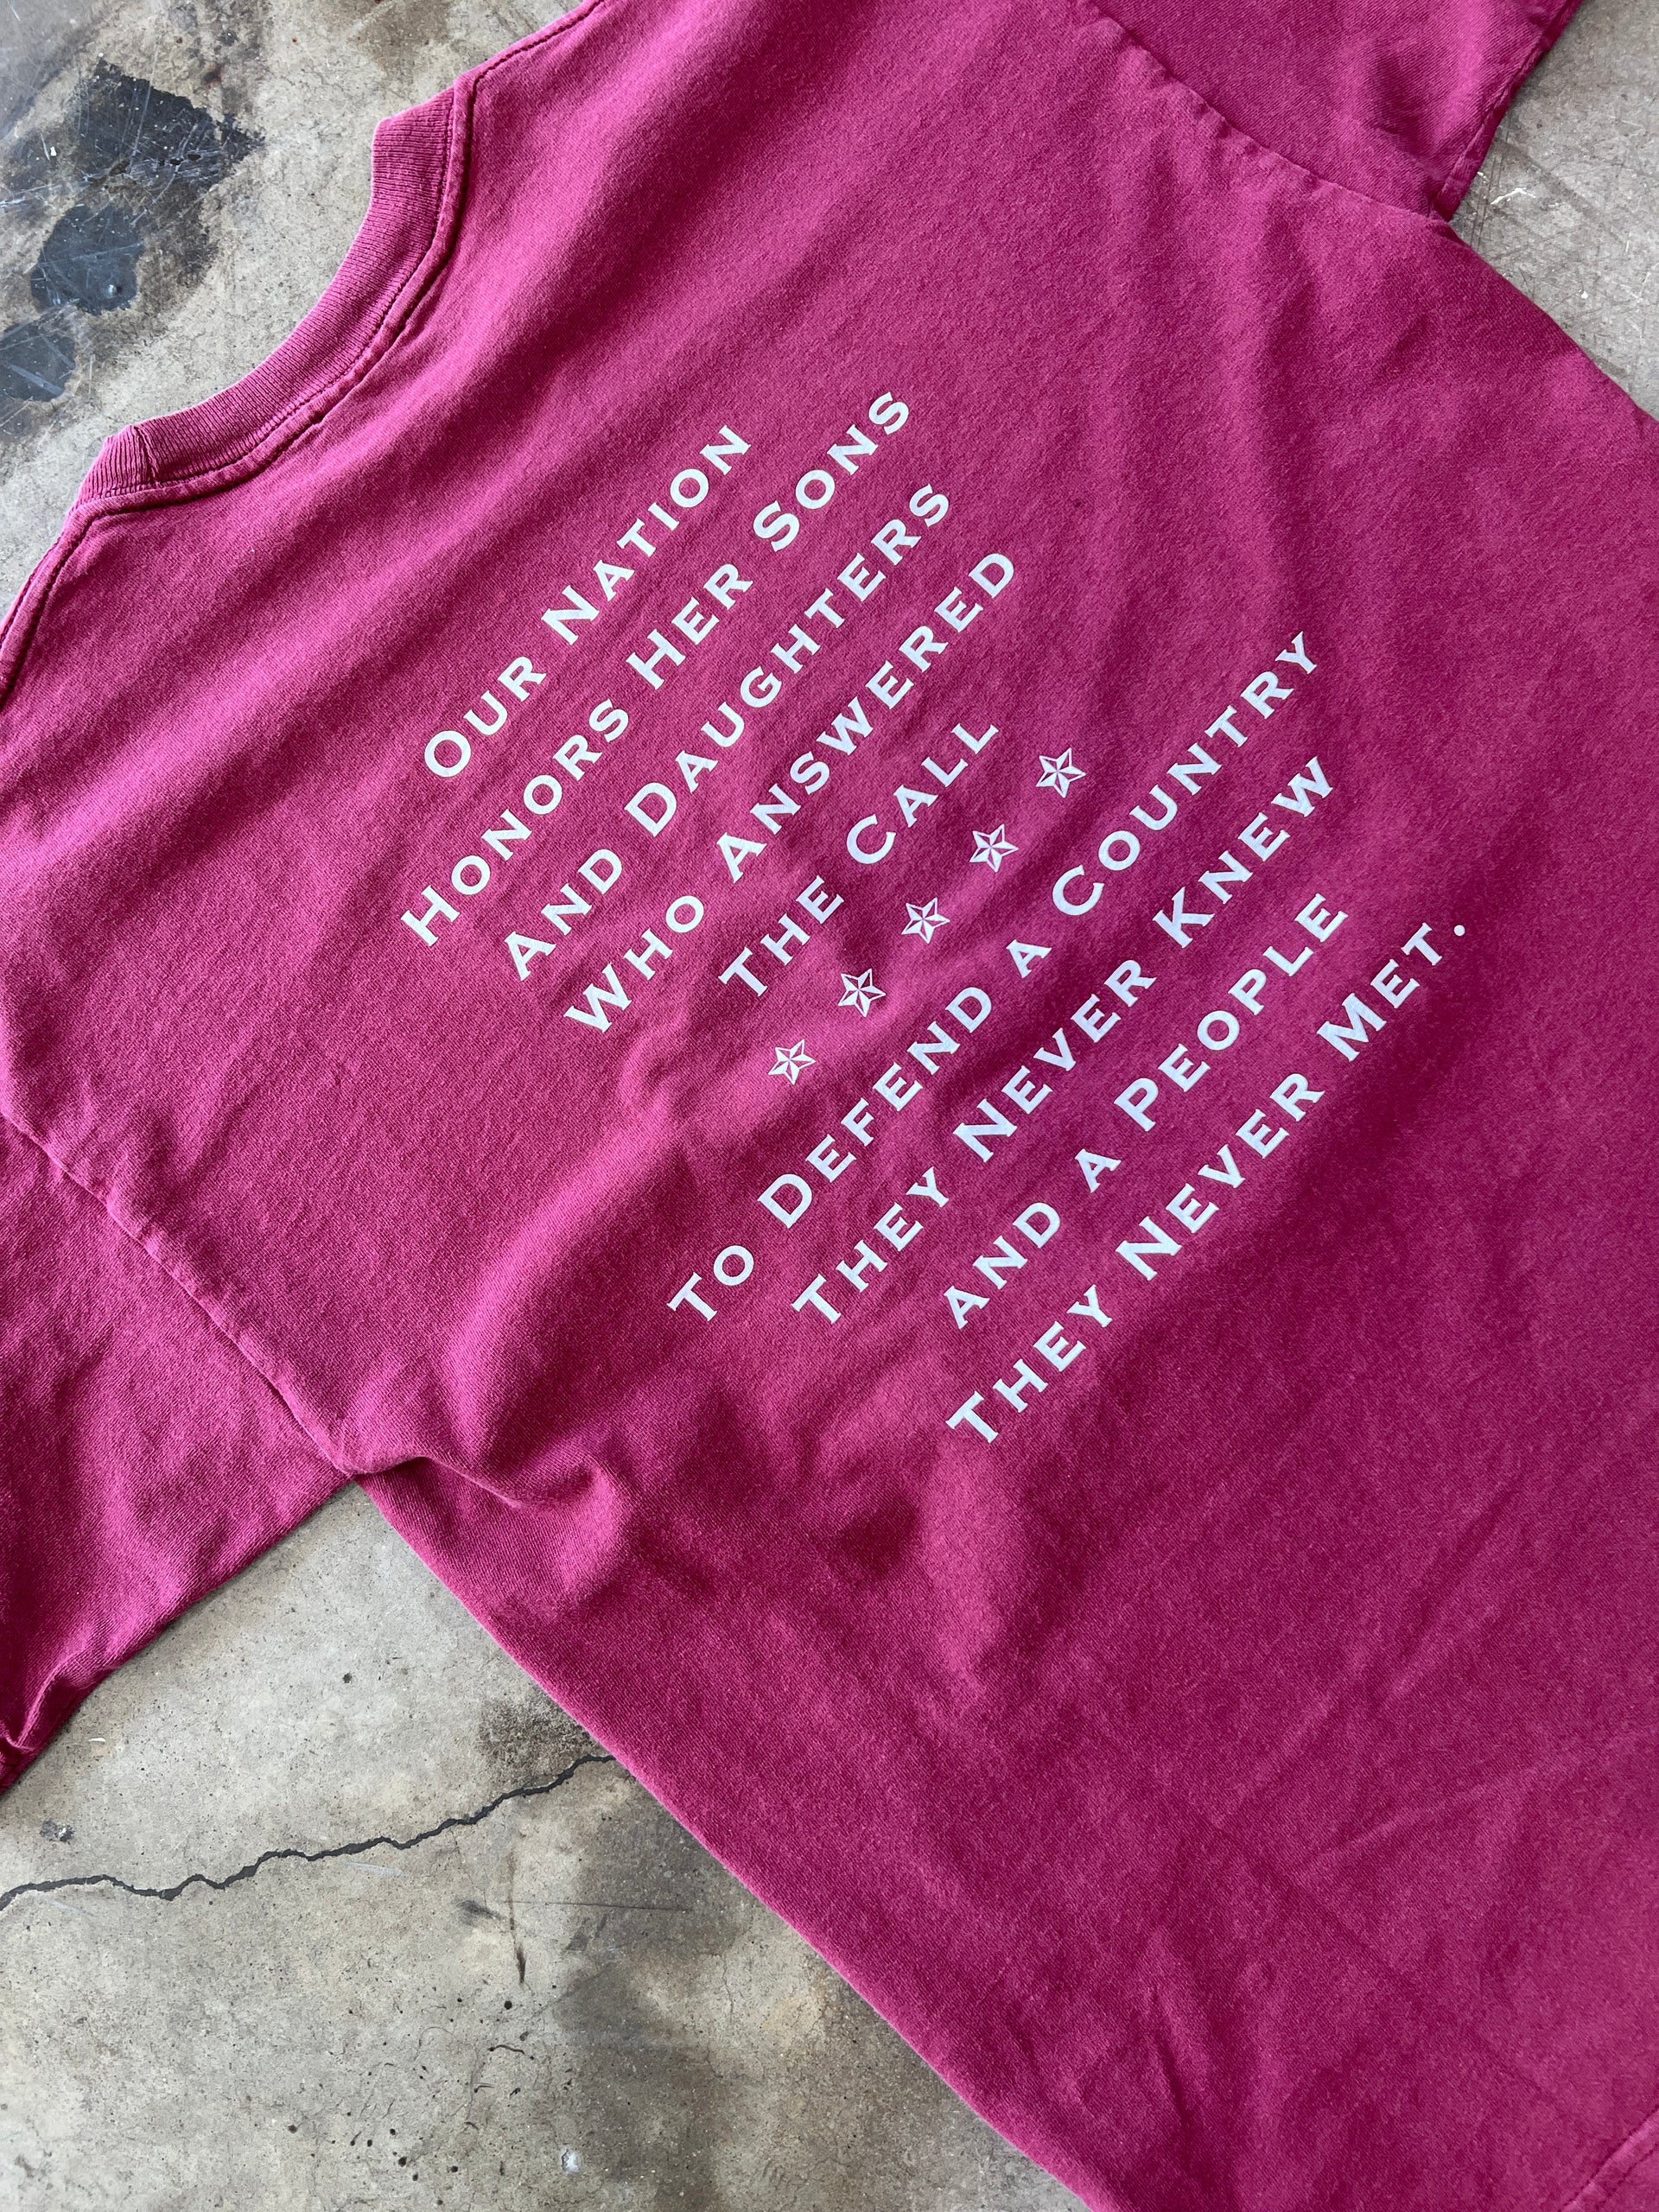 Our Nation
Honors Her Sons
And Daughters
Who Answered
The Call
To Defend a Country
They Never Knew
and a People
They Never Met.